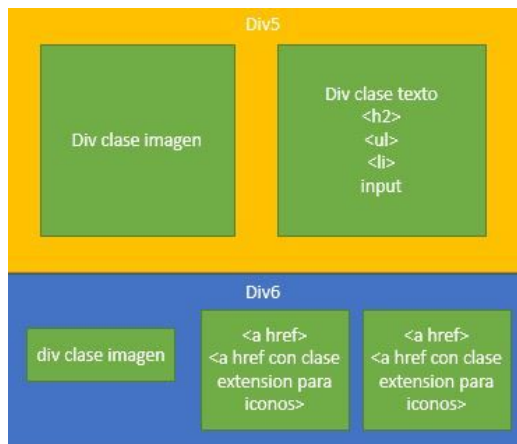 Div5
Div clase imagen
Div clase texto
<h2>
<ul>
<li>
input
Div6
div clase imagen
<a href>
<a href con clase
extension para
iconos>
<a href>
<a href con clase
extension para
iconos>